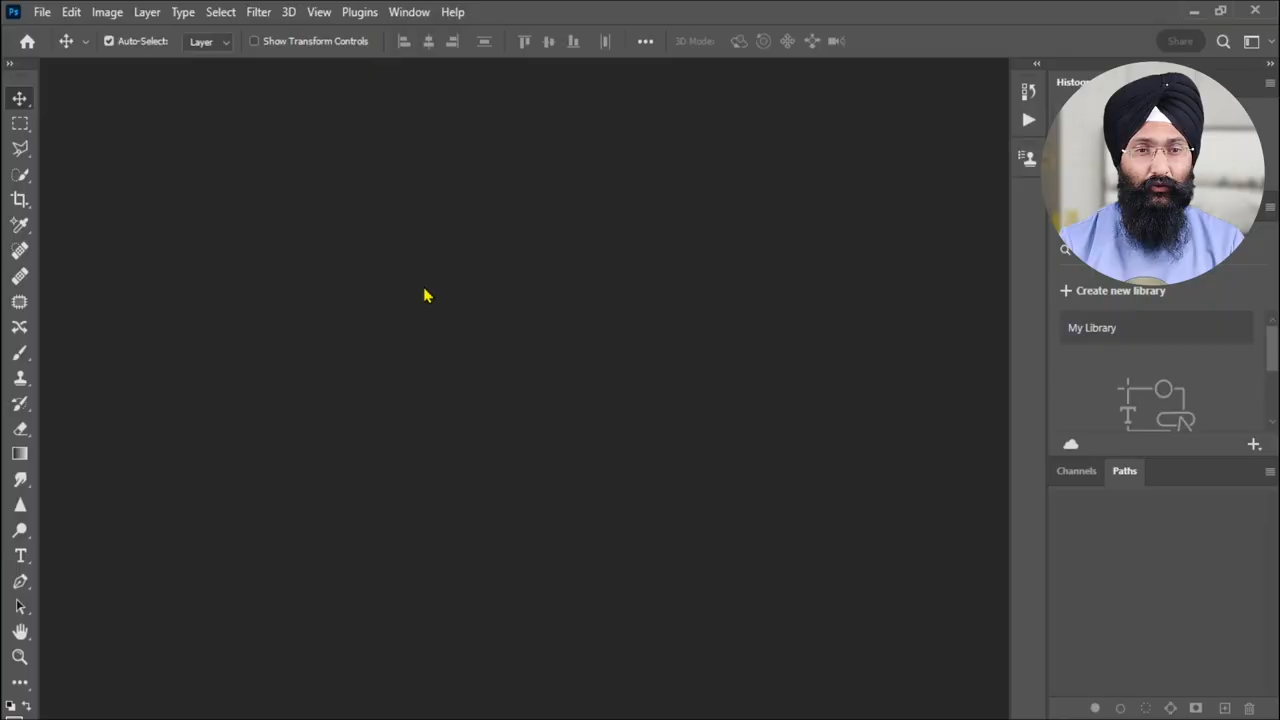 Ps File Edit Image Layer Type Select Filter 3D View Plugins Window Help
Auto-Select: Layer Show Transform Controls 3D Mode: Share
Create new library
My Library
Channels Paths